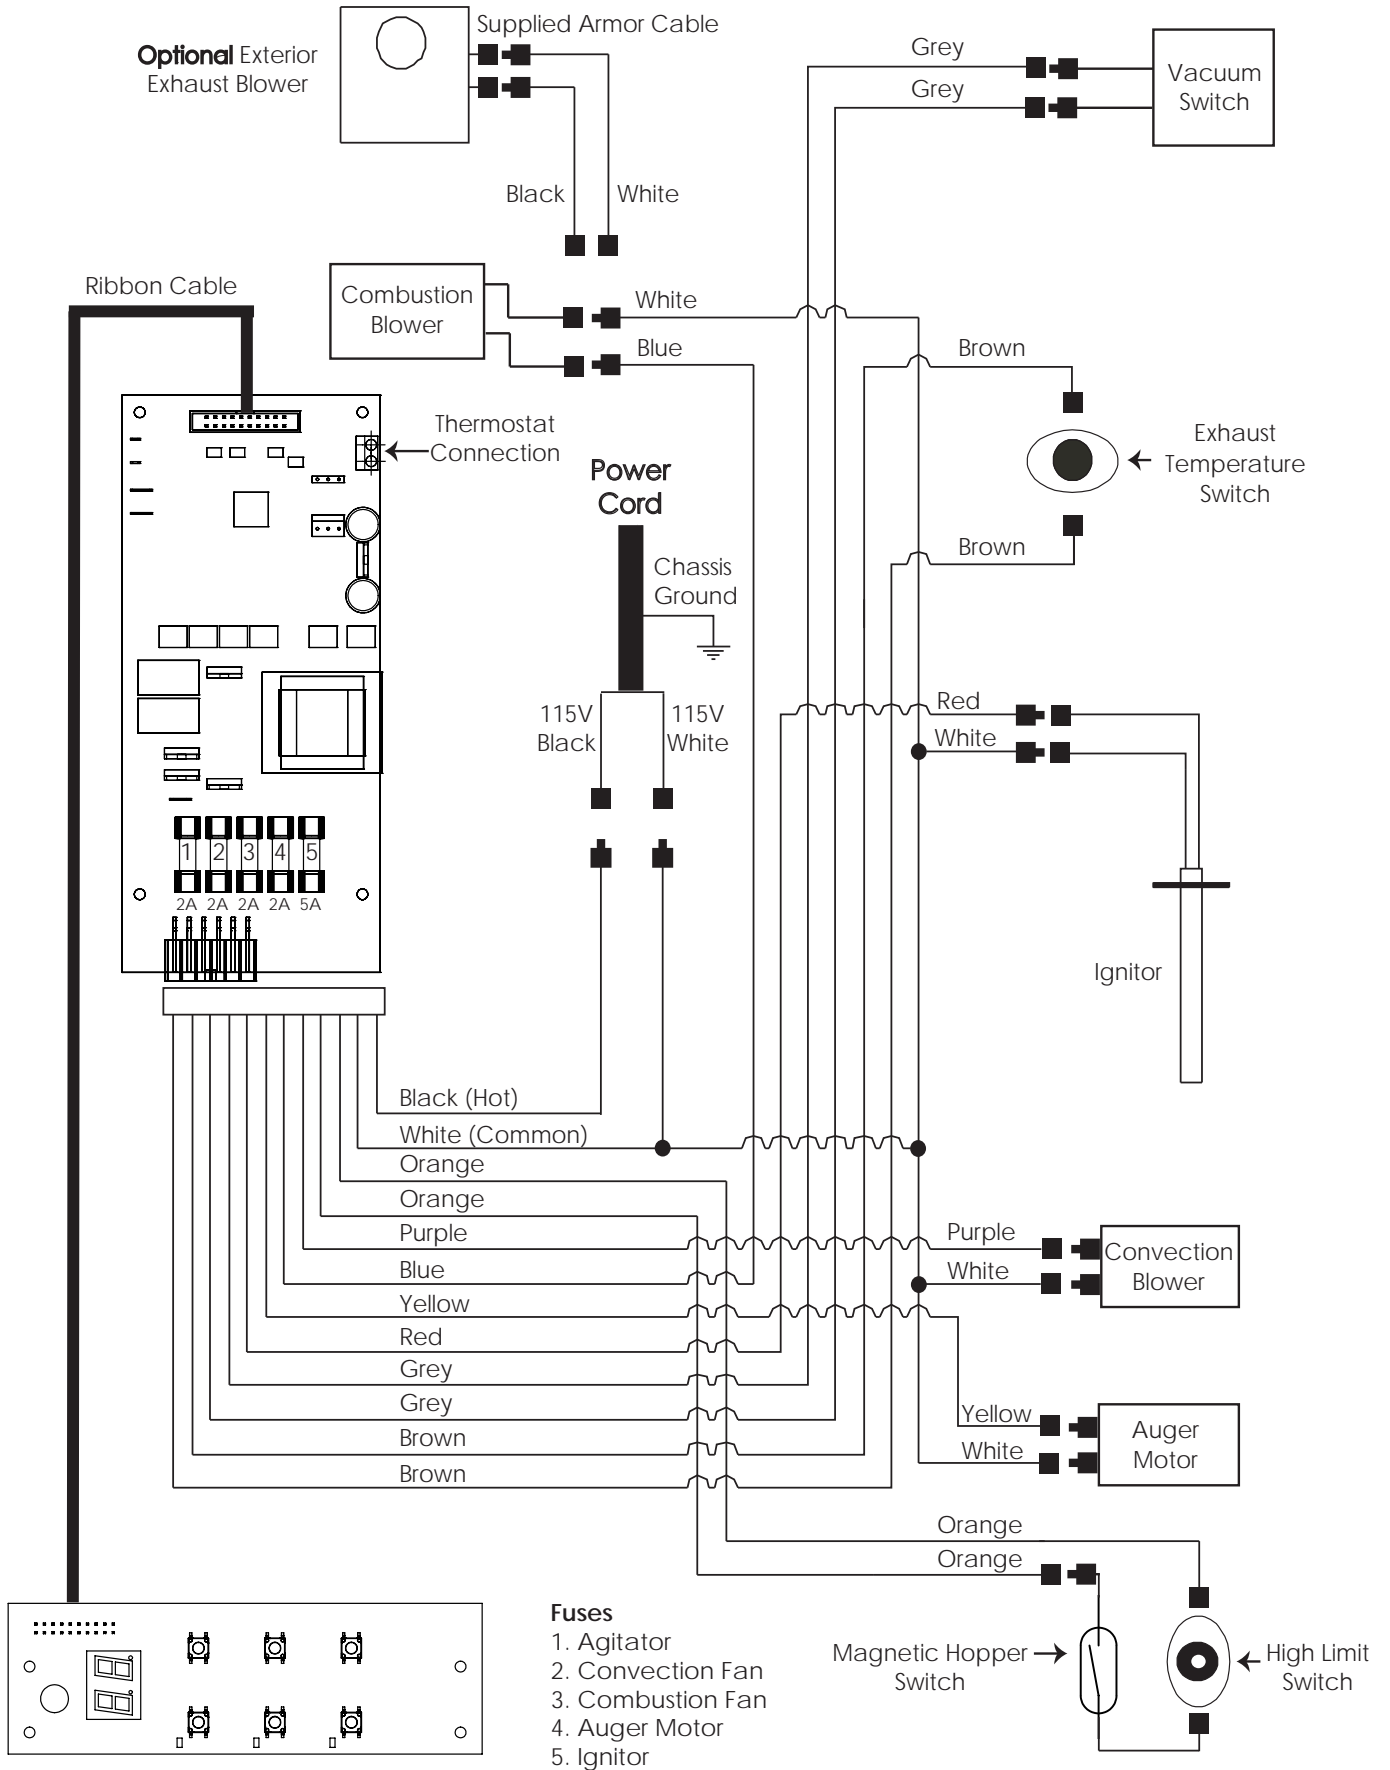 Supplied Armor Cable
Optional Exterior
Exhaust Blower
Grey
Grey
Vacuum
Switch
Black
White
Ribbon Cable
Combustion
Blower
White
Blue
Brown
Thermostat
Connection
Exhaust
Temperature
Switch
Power
Cord
Brown
Chassis
Ground
115V
Black
115V
White
Red
White
1
2
3
4
5
2A
2A
2A
2A
5A
Ignitor
Black (Hot)
White (Common)
Orange
Orange
Purple
Blue
Yellow
Red
Grey
Grey
Brown
Brown
Purple
White
Convection
Blower
Yellow
White
Auger
Motor
Orange
Orange
Magnetic Hopper
Switch
High Limit
Switch
Fuses
1. Agitator
2. Convection Fan
3. Combustion Fan
4. Auger Motor
5. Ignitor